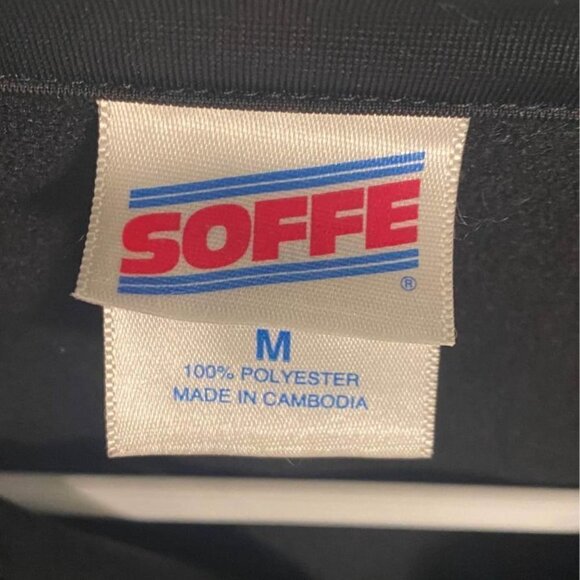 SOFFE
®
M
100% POLYESTER
MADE IN CAMBODIA